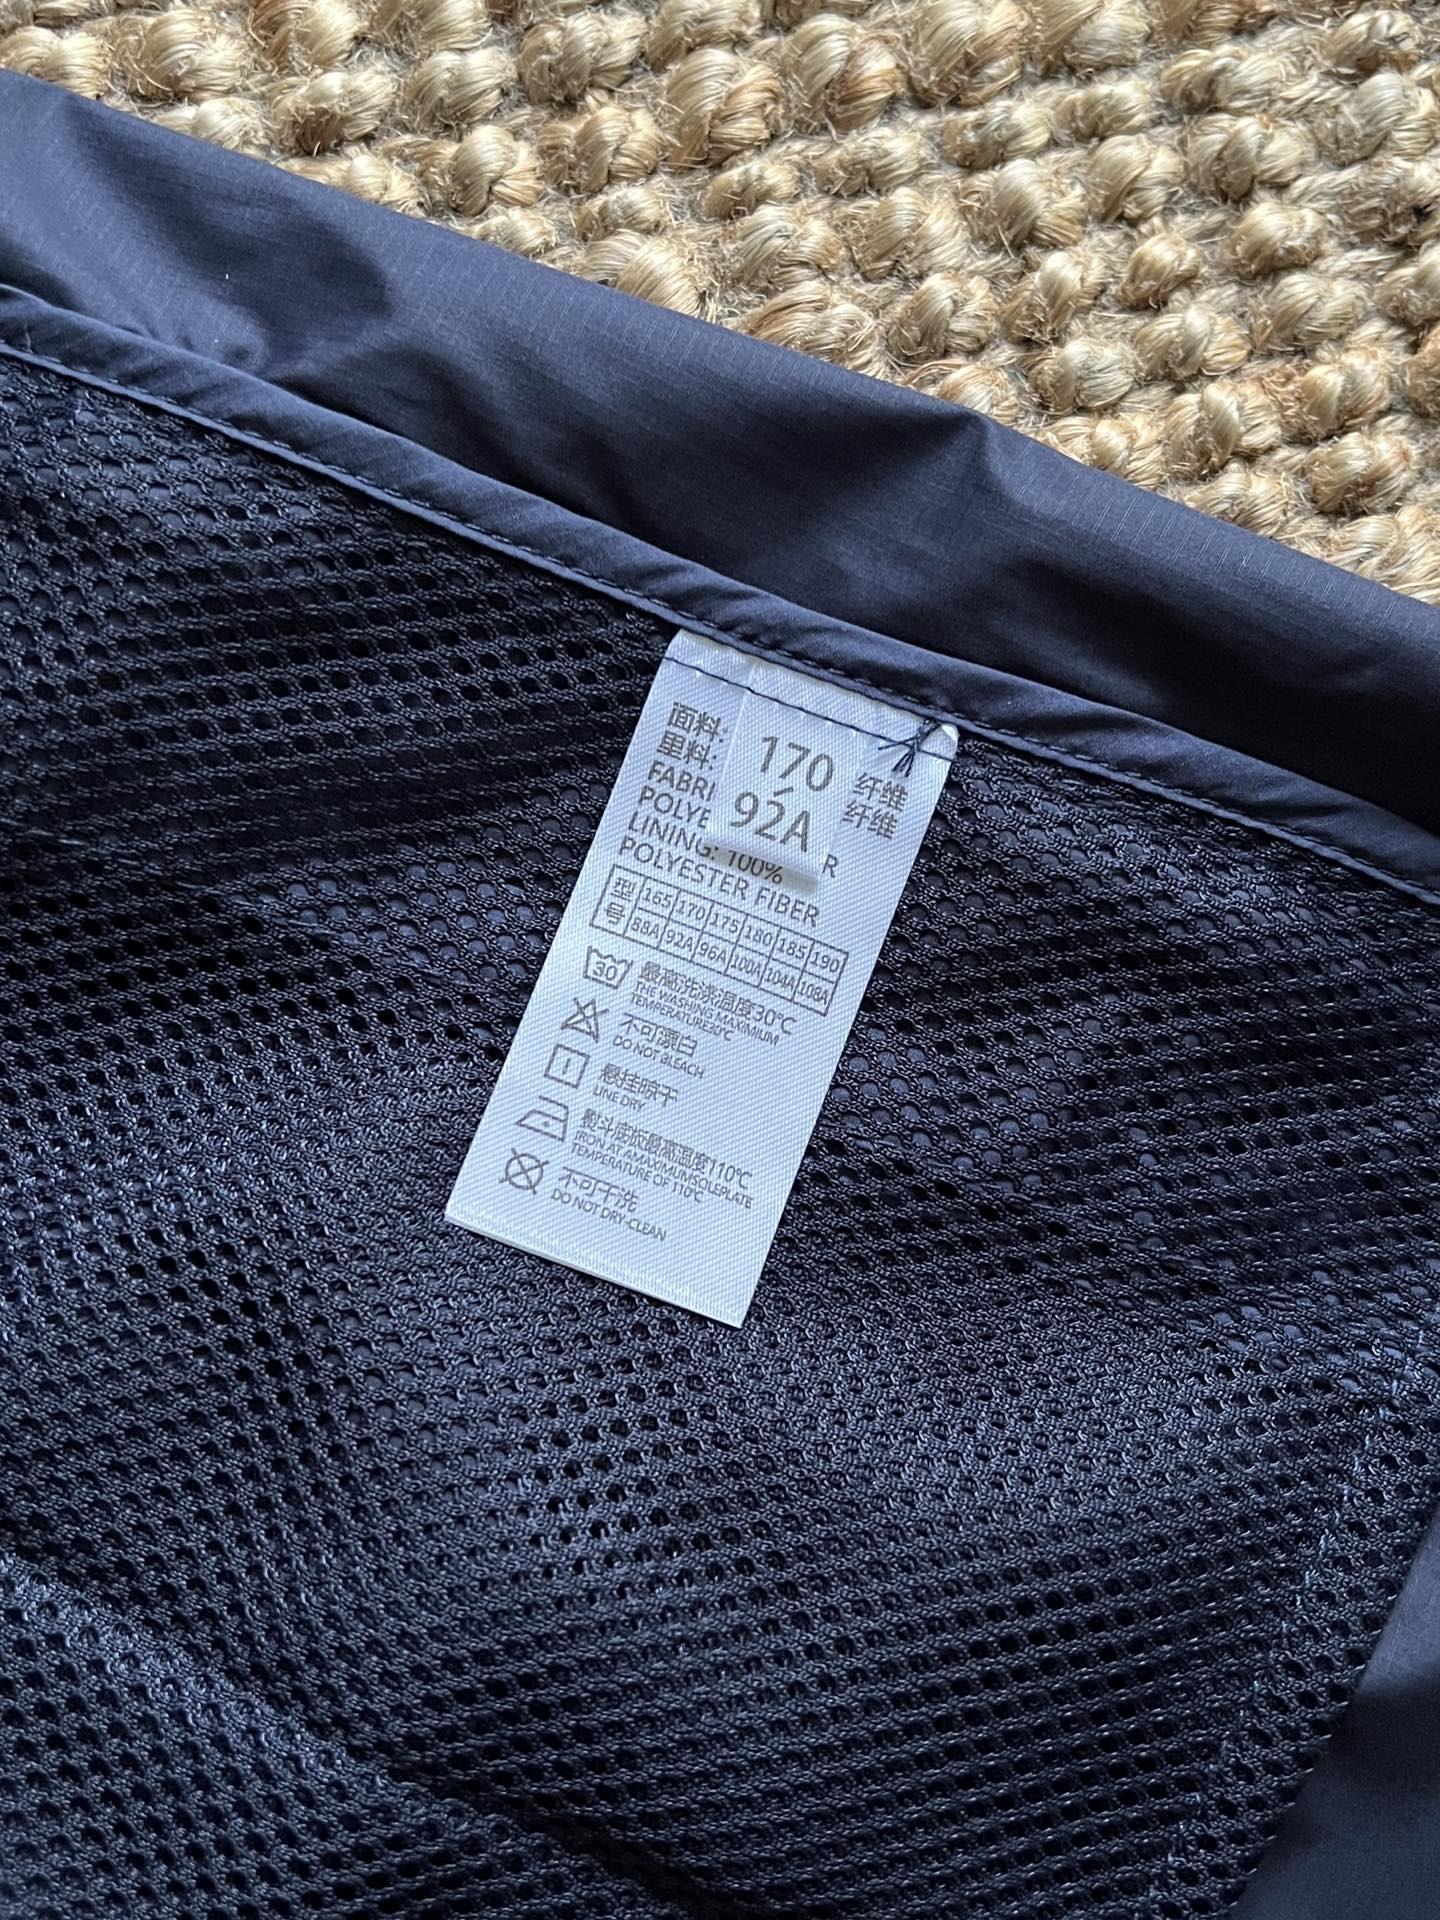 170
92A
面料:
里料:
纤维
纤维
FABRI
POLYE
R
LINING: 100%
POLYESTER FIBER
型号 165 170 175 180 185 190
88A 92A 96A 100A 104A 108A
30 最高洗涤温度30℃
THE WASHING MAXIMIUM
TEMPERATURE30℃
不可漂白
DO NOT BLEACH
悬挂晾干
LINE DRY
熨斗底板最高温度110℃
IRON AT AMAXIMUMSOLEPLATE
TEMPERATURE OF 110℃
不可干洗
DO NOT DRY-CLEAN